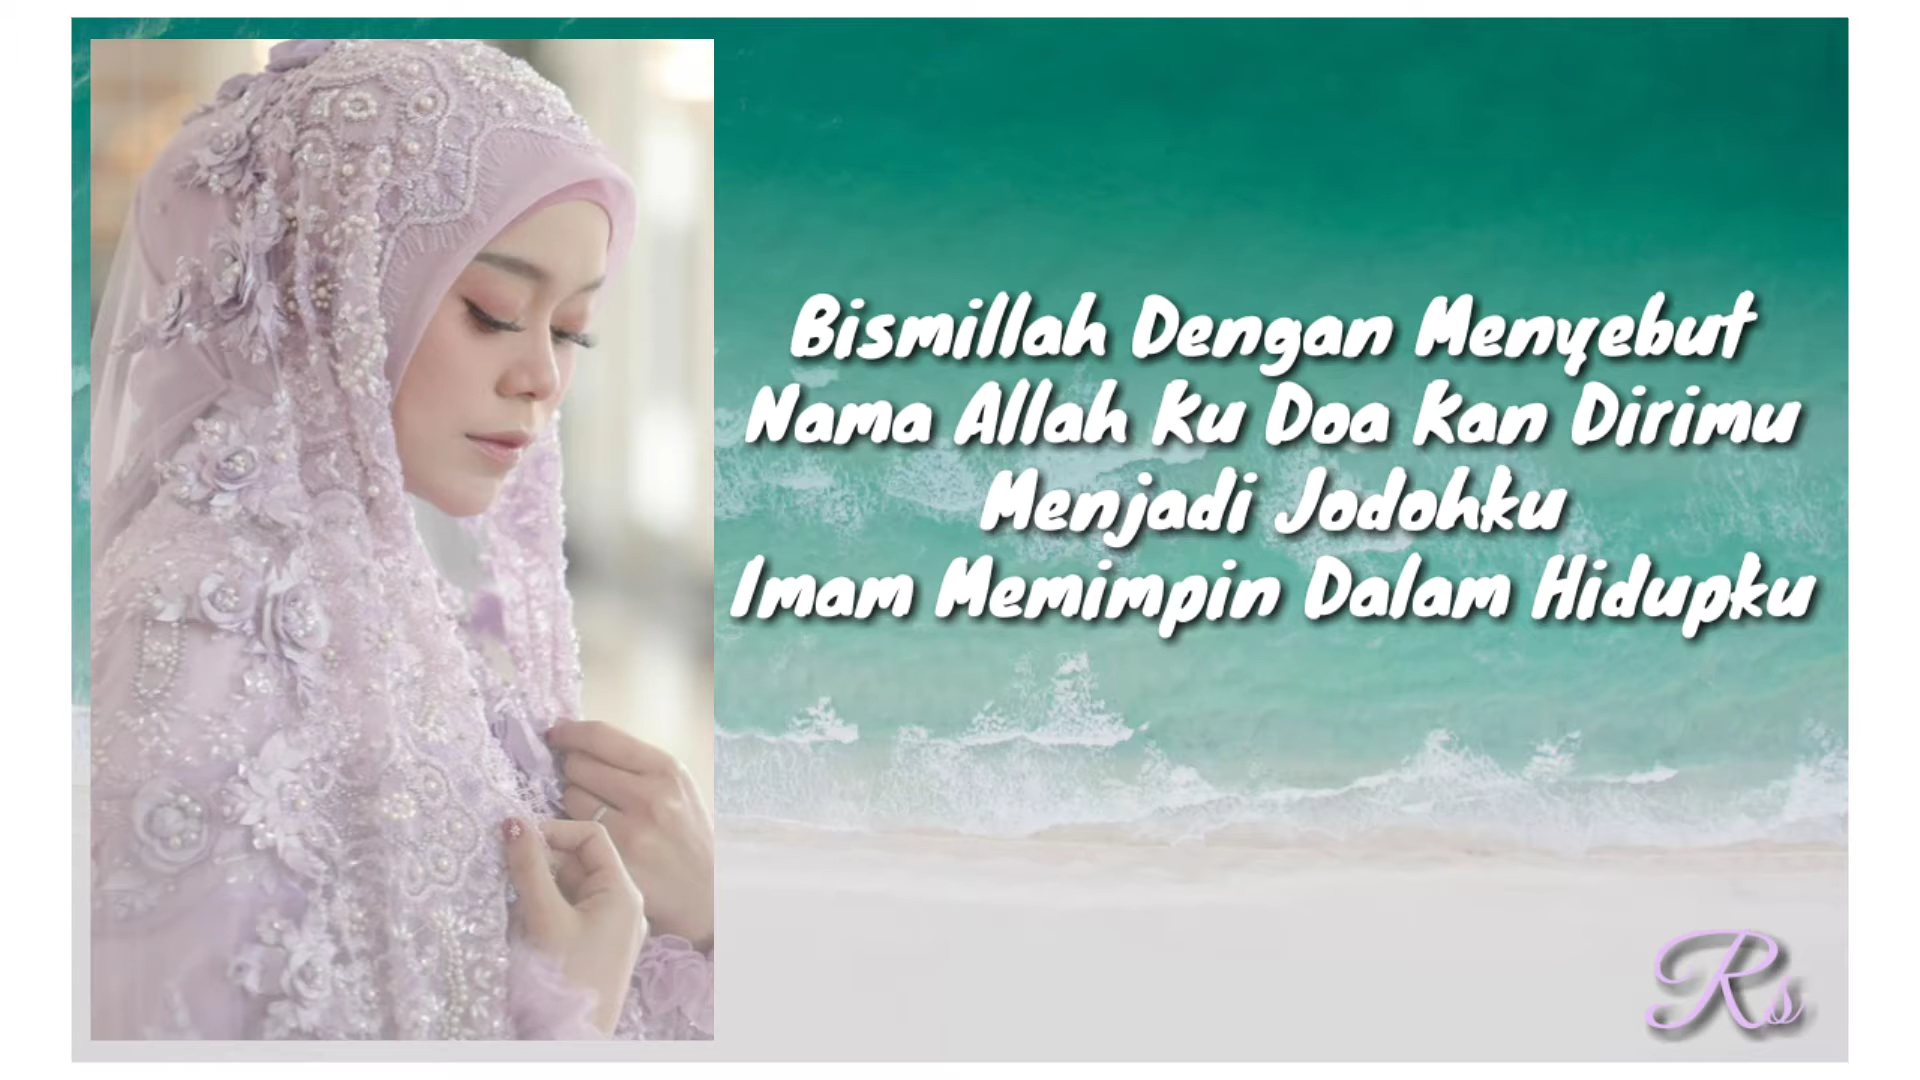 Bismillah Dengan Menyebut
Nama Allah Ku Doa Kan Dirimu
Menjadi Jodohku
Imam Memimpin Dalam Hidupku
Rs